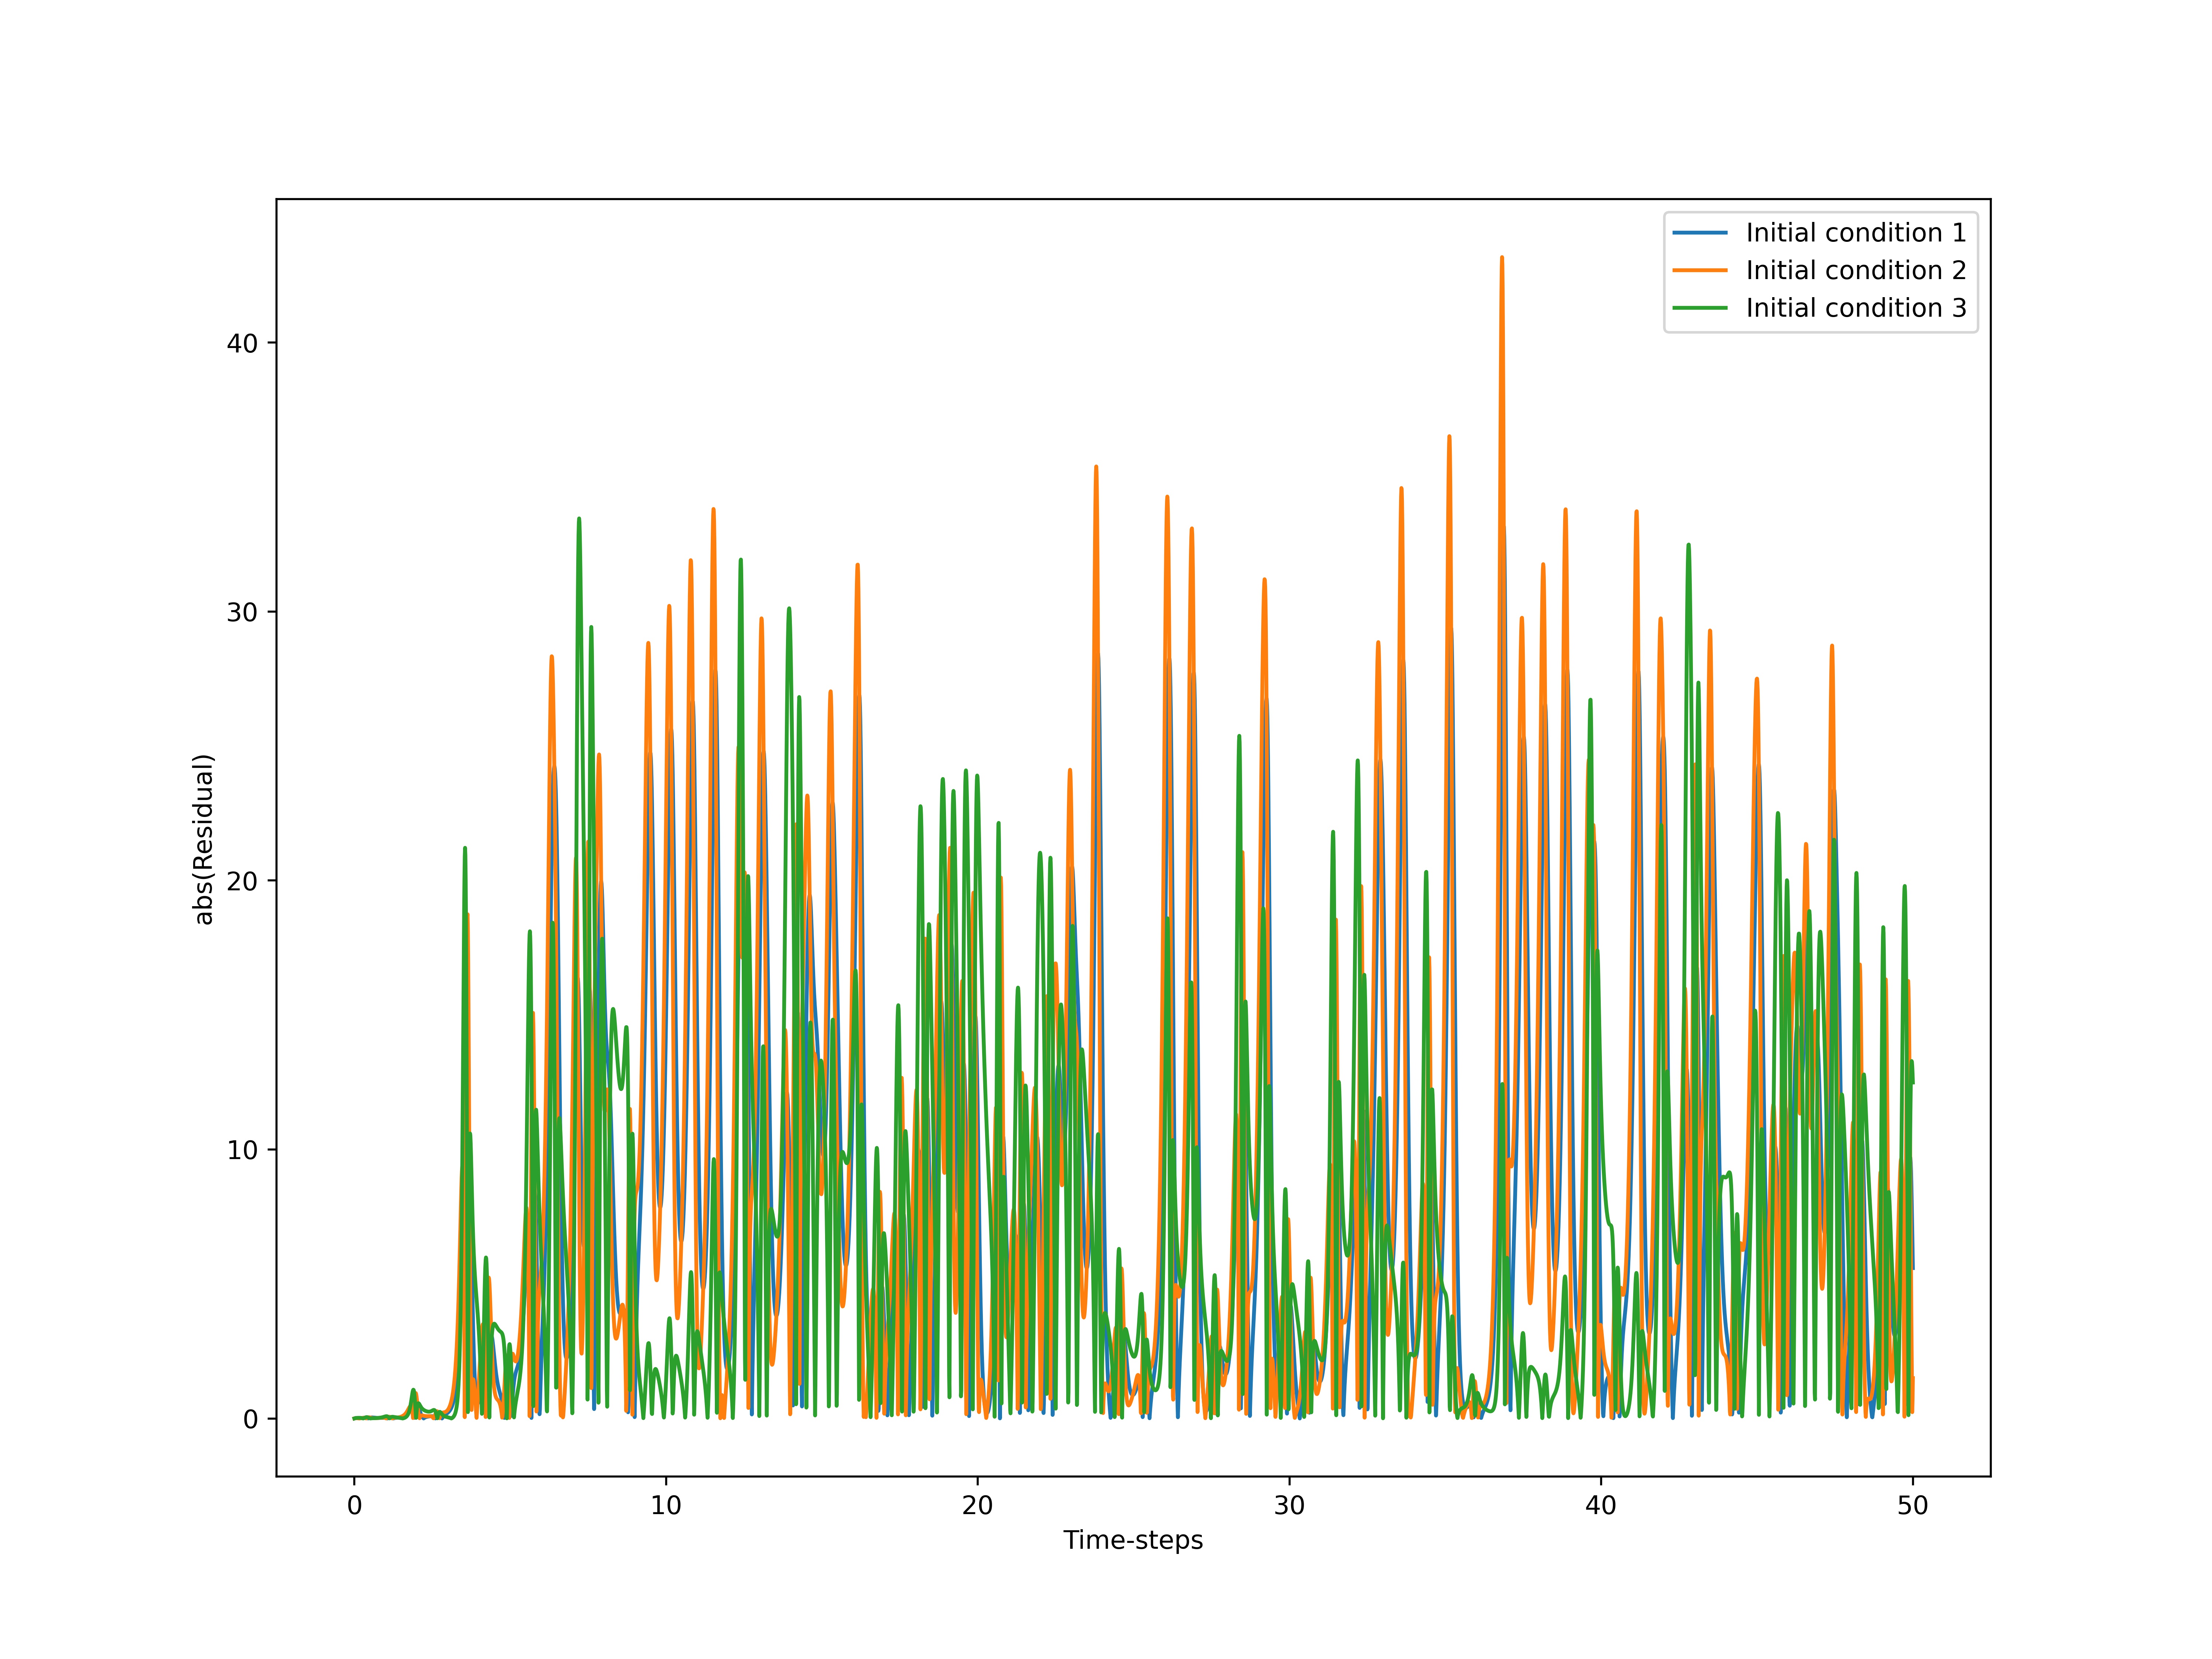 Initial condition 1
Initial condition 2
Initial condition 3
40
30
20
10
0
abs(Residual)
0 10 20 30 40 50
Time-steps